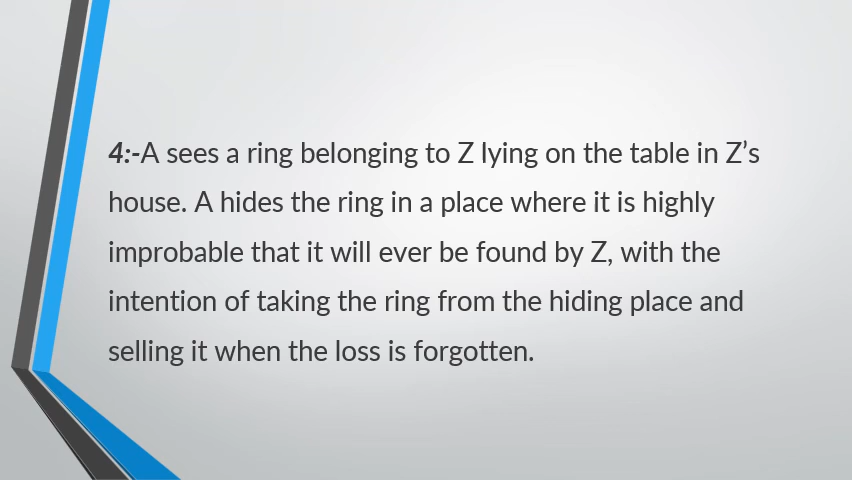 4:-A sees a ring belonging to Z lying on the table in Z’s
house. A hides the ring in a place where it is highly
improbable that it will ever be found by Z, with the
intention of taking the ring from the hiding place and
selling it when the loss is forgotten.